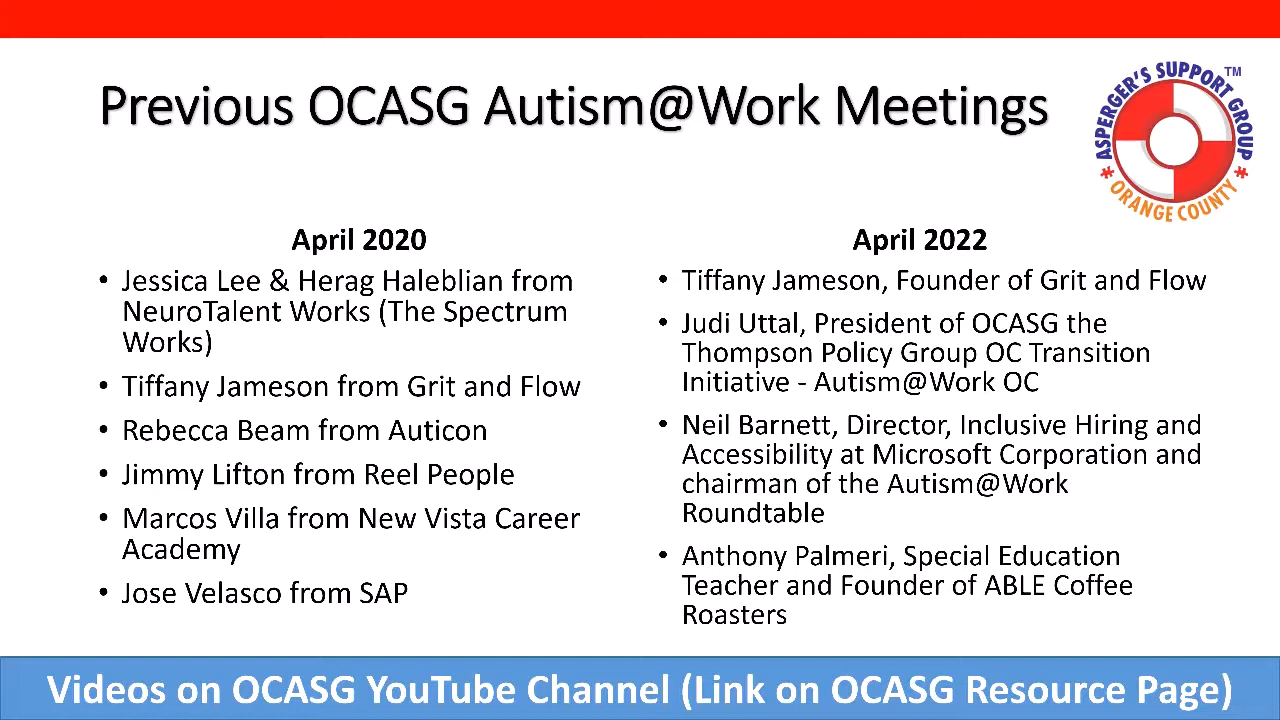 Previous OCASG Autism@Work Meetings
ASPERGER'S SUPPORT GROUP™
* ORANGE COUNTY *
April 2020
• Jessica Lee & Herag Haleblian from
NeuroTalent Works (The Spectrum
Works)
• Tiffany Jameson from Grit and Flow
• Rebecca Beam from Auticon
• Jimmy Lifton from Reel People
• Marcos Villa from New Vista Career
Academy
• Jose Velasco from SAP
April 2022
• Tiffany Jameson, Founder of Grit and Flow
• Judi Uttal, President of OCASG the
Thompson Policy Group OC Transition
Initiative - Autism@Work OC
• Neil Barnett, Director, Inclusive Hiring and
Accessibility at Microsoft Corporation and
chairman of the Autism@Work
Roundtable
• Anthony Palmeri, Special Education
Teacher and Founder of ABLE Coffee
Roasters
Videos on OCASG YouTube Channel (Link on OCASG Resource Page)